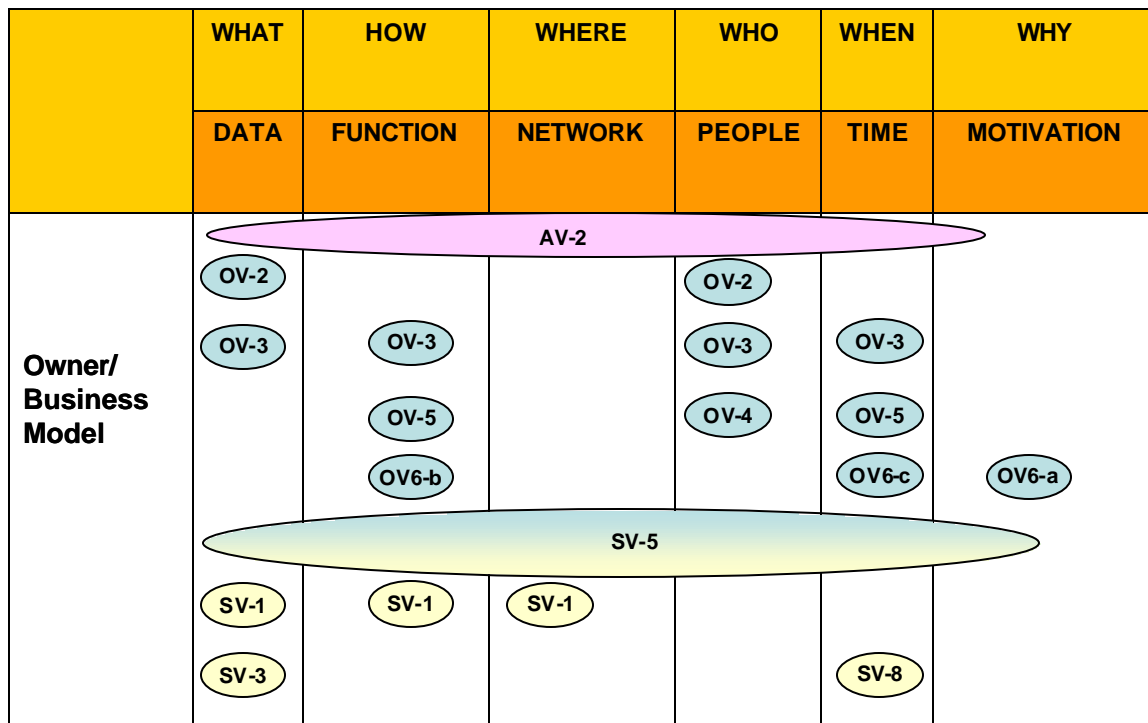 WHAT HOW WHERE WHO WHEN WHY
DATA FUNCTION NETWORK PEOPLE TIME MOTIVATION
AV-2
OV-2 OV-2
OV-3 OV-3 OV-3 OV-3
Owner/
Business
Model
OV-5 OV-4 OV-5
OV6-b OV6-c OV6-a
SV-5
SV-1 SV-1 SV-1
SV-3 SV-8